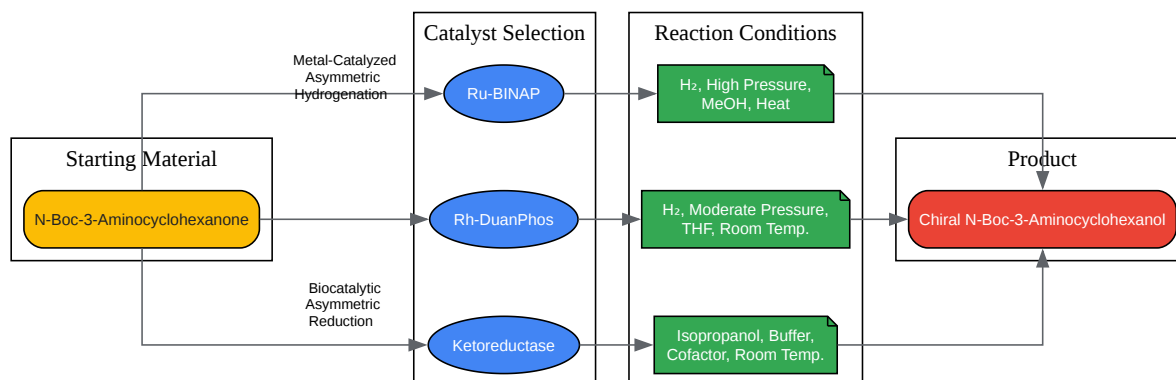 Catalyst Selection
Reaction Conditions
Metal-Catalyzed
Asymmetric
Hydrogenation
Ru-BINAP
H₂, High Pressure,
MeOH, Heat
Starting Material
Product
N-Boc-3-Aminocyclohexanone
Rh-DuanPhos
H₂, Moderate Pressure,
THF, Room Temp.
Chiral N-Boc-3-Aminocyclohexanol
Biocatalytic
Asymmetric
Reduction
Ketoreductase
Isopropanol, Buffer,
Cofactor, Room Temp.